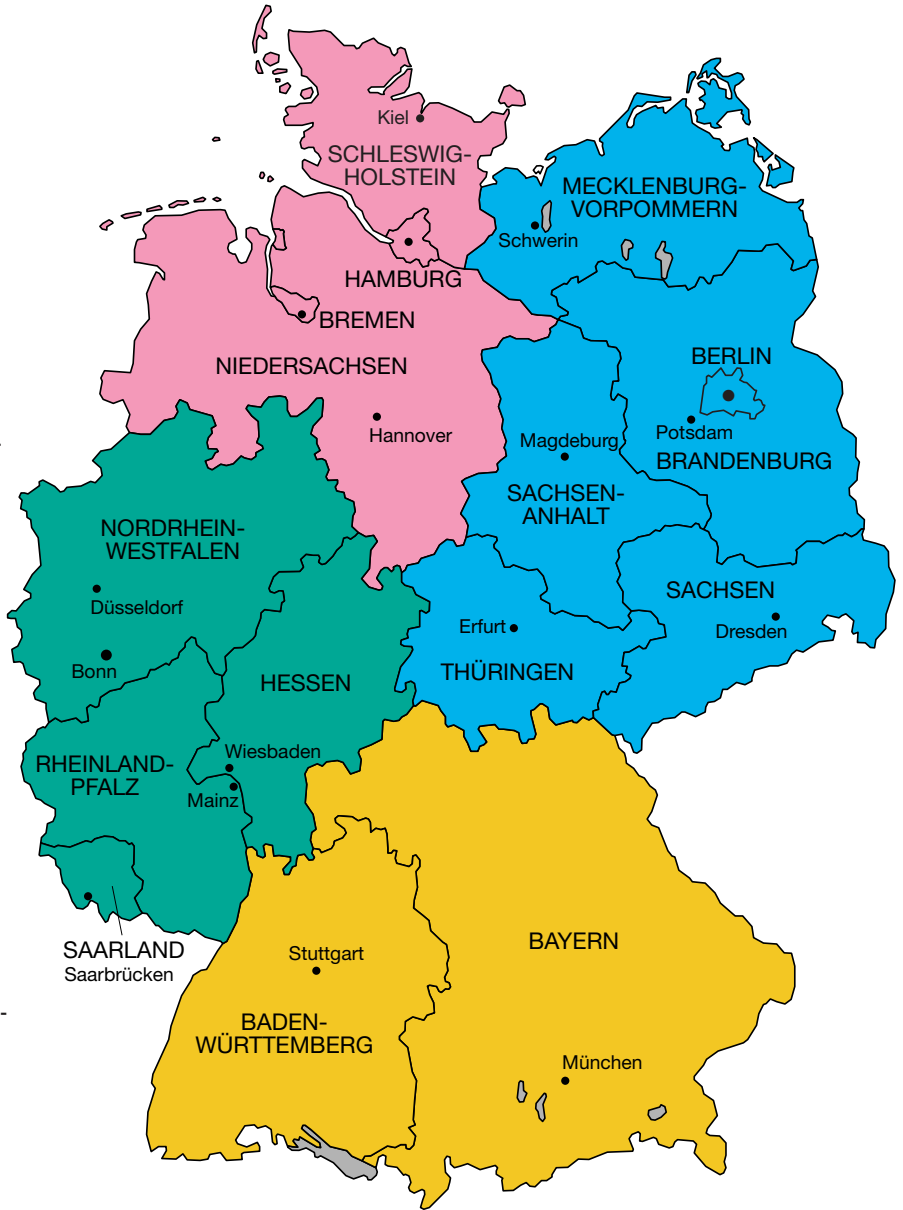 Kiel
SCHLESWIG-
HOLSTEIN
MECKLENBURG-
VORPOMMERN
Schwerin
HAMBURG
BREMEN
NIEDERSACHSEN
Hannover
BERLIN
Potsdam
BRANDENBURG
Magdeburg
SACHSEN-
ANHALT
NORDRHEIN-
WESTFALEN
Düsseldorf
Bonn
HESSEN
Erfurt
THÜRINGEN
SACHSEN
Dresden
Wiesbaden
RHEINLAND-
PFALZ
Mainz
SAARLAND
Saarbrücken
Stuttgart
BADEN-
WÜRTTEMBERG
BAYERN
München